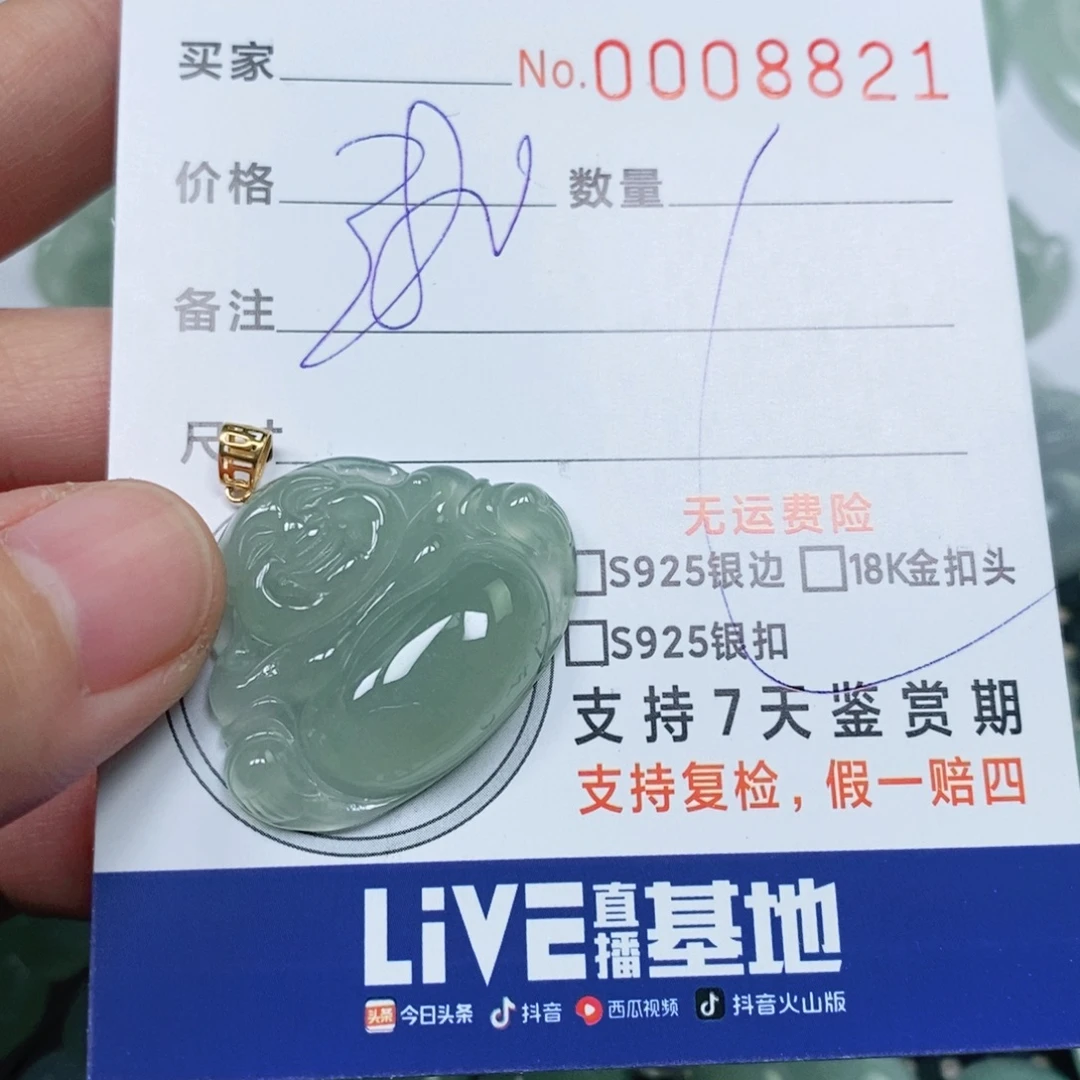 买家 No.0008821
价格 数量
备注
尺寸
无运费险
S925银边 18K金扣头
S925银扣
支持7天鉴赏期
支持复检，假一赔四
LiVE直播基地
头条 今日头条 抖音 西瓜视频 抖音火山版